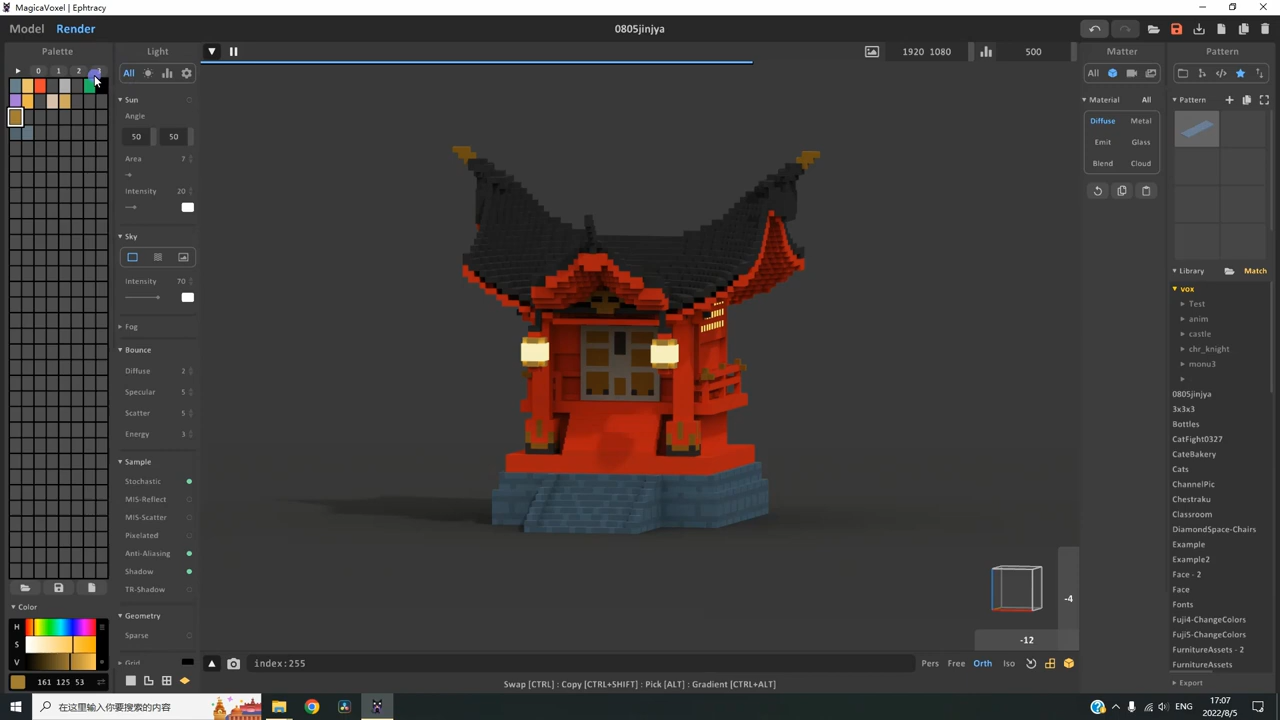 MagicaVoxel | Ephtracy
Model Render
0805jinjya
Palette
Light
1920 1080
500
Matter
0 1 2
All
Sun
Angle
50 50
Area 7
Intensity 20
Sky
Intensity 70
Fog
Bounce
Diffuse 2
Specular 5
Scatter 5
Energy 3
Sample
Stochastic
MIS-Reflect
MIS-Scatter
Pixelated
Anti-Aliasing
Shadow
TR-Shadow
Geometry
Sparse
Grid
Color
H
S
V
161 125 53
index:255
Pers Free Orth Iso
Swap [CTRL] : Copy [CTRL+SHIFT] : Pick [ALT] : Gradient [CTRL+ALT]
-4
-12
All
Material All
Diffuse Metal
Emit Glass
Blend Cloud
Pattern
Library Match
vox
Test
anim
castle
chr_knight
monu3
0805jinjya
3x3x3
Bottles
CatFight0327
CateBakery
Cats
ChannelPic
Chestraku
Classroom
DiamondSpace-Chairs
Example
Example2
Face - 2
Face
Fonts
Fuji4-ChangeColors
Fuji5-ChangeColors
FurnitureAssets - 2
FurnitureAssets
Export
在这里输入你要搜索的内容
ENG
17:07
2022/8/5